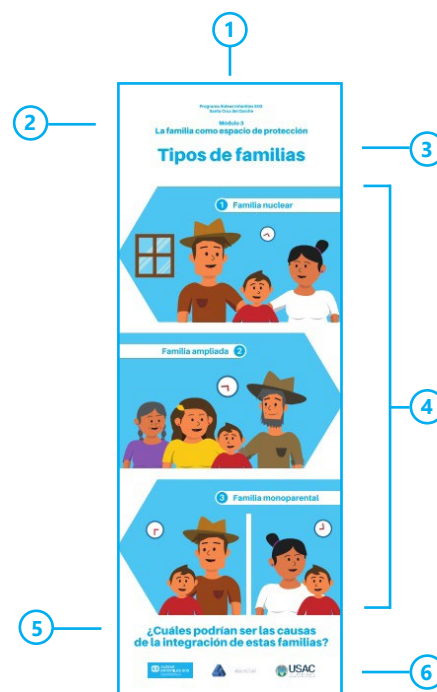 1
2
Programa Aldeas Infantiles SOS
Santa Cruz del Quiché
Módulo 3
La familia como espacio de protección
Tipos de familias
3
1 Familia nuclear
Familia ampliada 2
4
3 Familia monoparental
5
¿Cuáles podrían ser las causas
de la integración de estas familias?
USAC
6